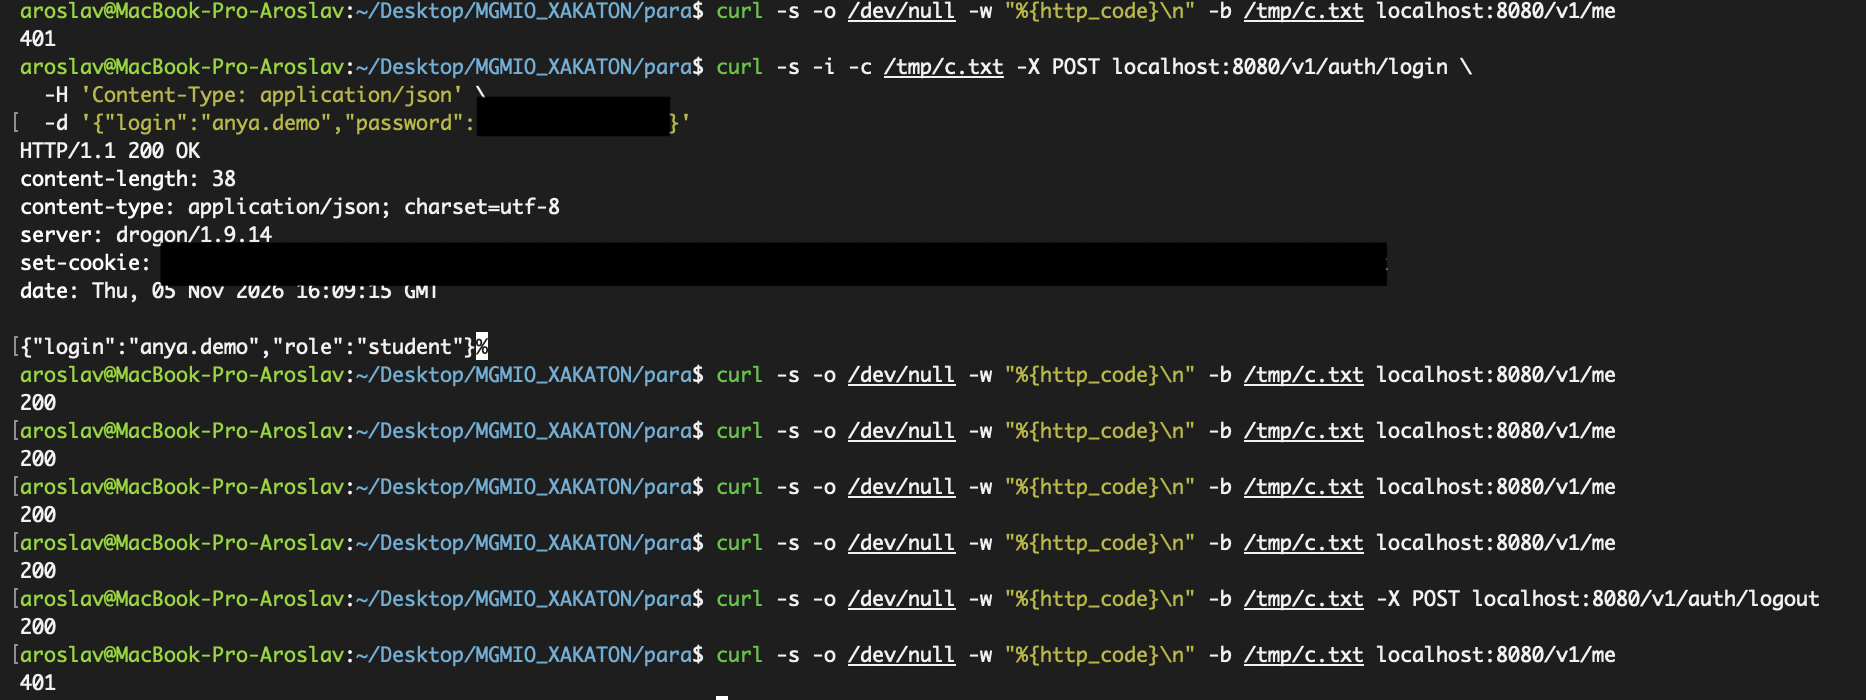 aroslav@MacBook-Pro-Aroslav:~/Desktop/MGMIO_XAKATON/para$ curl -s -o /dev/null -w "%{http_code}\n" -b /tmp/c.txt localhost:8080/v1/me
401
aroslav@MacBook-Pro-Aroslav:~/Desktop/MGMIO_XAKATON/para$ curl -s -i -c /tmp/c.txt -X POST localhost:8080/v1/auth/login \
-H 'Content-Type: application/json' \
[ -d '{"login":"anya.demo","password": }'
HTTP/1.1 200 OK
content-length: 38
content-type: application/json; charset=utf-8
server: drogon/1.9.14
set-cookie:
date: Thu, 05 Nov 2026 16:09:15 GMT
[{"login":"anya.demo","role":"student"}%
aroslav@MacBook-Pro-Aroslav:~/Desktop/MGMIO_XAKATON/para$ curl -s -o /dev/null -w "%{http_code}\n" -b /tmp/c.txt localhost:8080/v1/me
200
[aroslav@MacBook-Pro-Aroslav:~/Desktop/MGMIO_XAKATON/para$ curl -s -o /dev/null -w "%{http_code}\n" -b /tmp/c.txt localhost:8080/v1/me
200
[aroslav@MacBook-Pro-Aroslav:~/Desktop/MGMIO_XAKATON/para$ curl -s -o /dev/null -w "%{http_code}\n" -b /tmp/c.txt localhost:8080/v1/me
200
[aroslav@MacBook-Pro-Aroslav:~/Desktop/MGMIO_XAKATON/para$ curl -s -o /dev/null -w "%{http_code}\n" -b /tmp/c.txt localhost:8080/v1/me
200
[aroslav@MacBook-Pro-Aroslav:~/Desktop/MGMIO_XAKATON/para$ curl -s -o /dev/null -w "%{http_code}\n" -b /tmp/c.txt -X POST localhost:8080/v1/auth/logout
200
[aroslav@MacBook-Pro-Aroslav:~/Desktop/MGMIO_XAKATON/para$ curl -s -o /dev/null -w "%{http_code}\n" -b /tmp/c.txt localhost:8080/v1/me
401